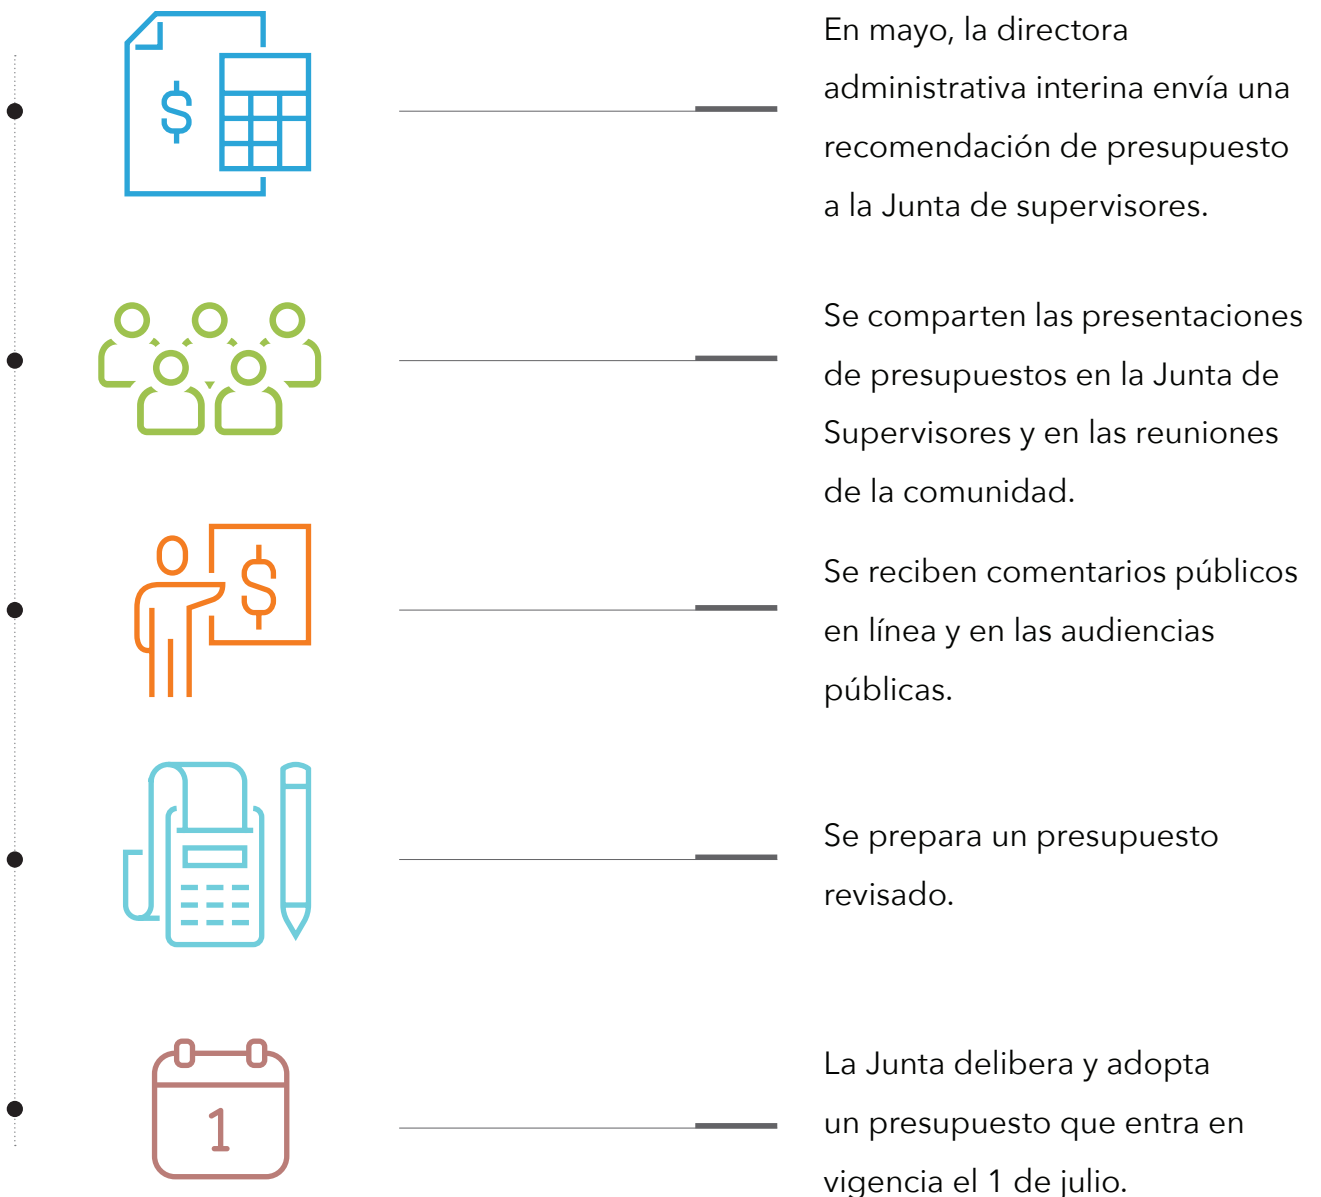 $
En mayo, la directora
administrativa interina envía una
recomendación de presupuesto
a la Junta de supervisores.
Se comparten las presentaciones
de presupuestos en la Junta de
Supervisores y en las reuniones
de la comunidad.
$
Se reciben comentarios públicos
en línea y en las audiencias
públicas.
Se prepara un presupuesto
revisado.
1
La Junta delibera y adopta
un presupuesto que entra en
vigencia el 1 de julio.